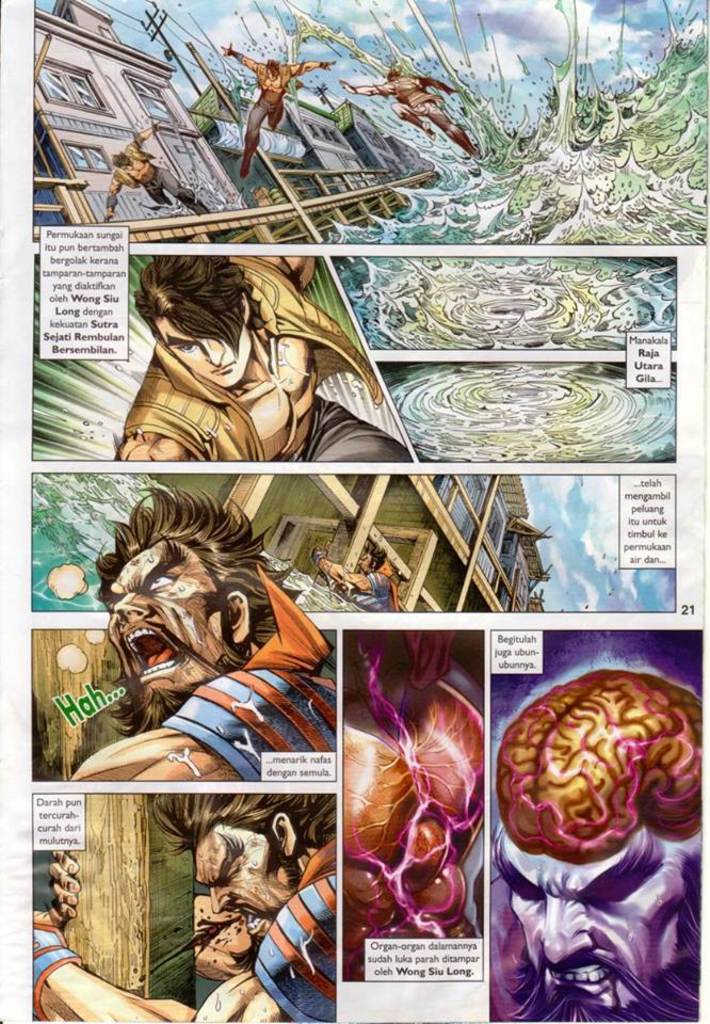 Permukaan sungai
itu pun bertambah
bergolak kerana
tamparan-tamparan
yang diaktifkan
oleh Wong Siu
Long dengan
kekuatan Sutra
Sejati Rembulan
Bersembilan.
Manakala
Raja
Utara
Gila...
...telah
mengambil
peluang
itu untuk
timbul ke
permukaan
air dan...
21
Hah...
...menarik nafas
dengan semula.
Begitulah
juga ubun-
ubunnya.
Darah pun
tercurah-
curah dari
mulutnya.
Organ-organ dalamannya
sudah luka parah ditampar
oleh Wong Siu Long.